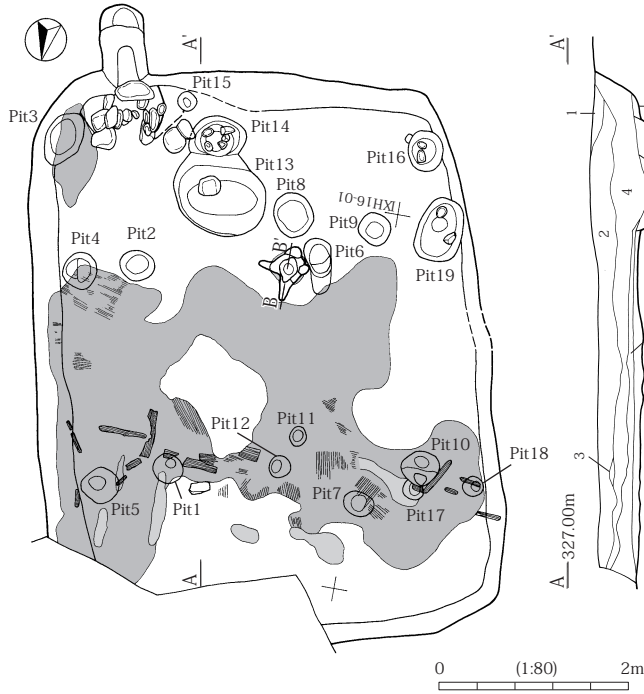 A'
A'
Pit15
Pit3
1
Pit14
Pit16
Pit13
4
Pit8
IXH16-01
Pit9
2
Pit4
Pit2
B'
Pit6
Pit19
B
Pit12
Pit11
Pit10
Pit18
3
Pit7
Pit5
Pit1
Pit17
327.00m
A
A
0
(1:80)
2m